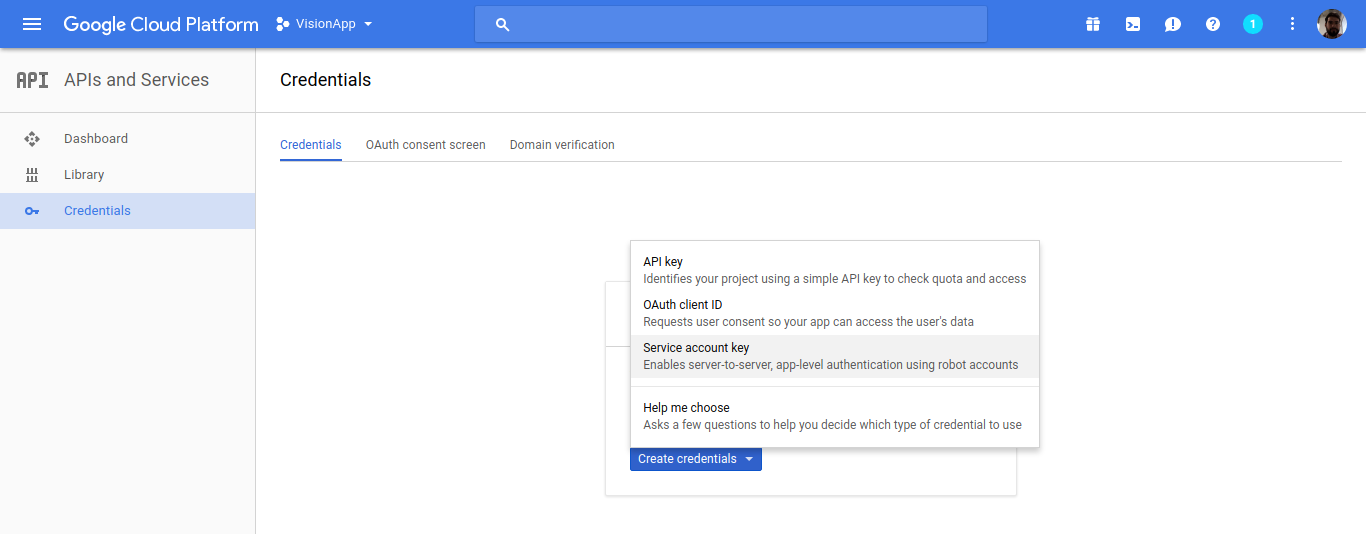 Google Cloud Platform VisionApp 1
API APIs and Services
Credentials
Dashboard
Library
Credentials
Credentials OAuth consent screen Domain verification
API key
Identifies your project using a simple API key to check quota and access
OAuth client ID
Requests user consent so your app can access the user's data
Service account key
Enables server-to-server, app-level authentication using robot accounts
Help me choose
Asks a few questions to help you decide which type of credential to use
Create credentials